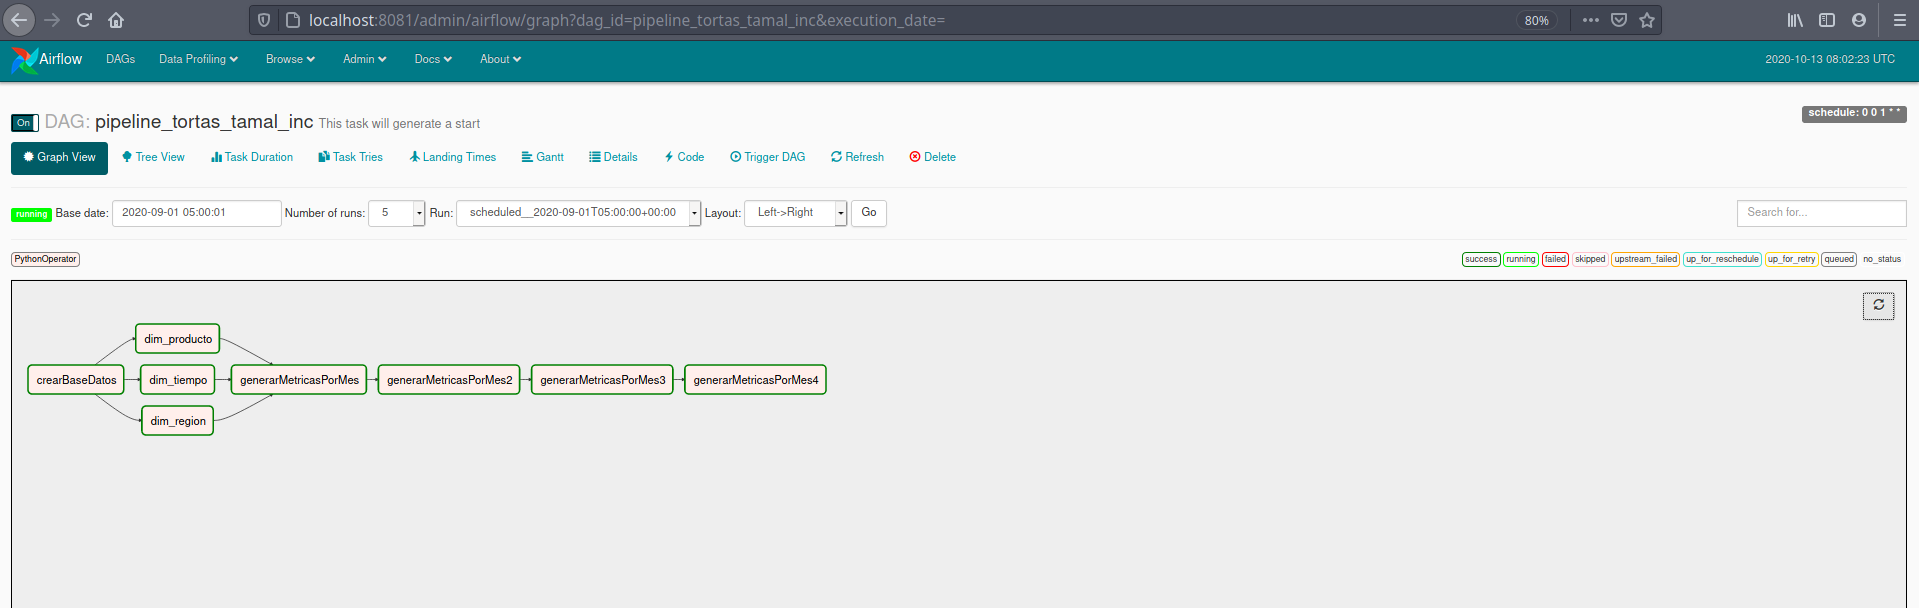 localhost:8081/admin/airflow/graph?dag_id=pipeline_tortas_tamal_inc&execution_date= 80%
Airflow DAGs Data Profiling Browse Admin Docs About 2020-10-13 08:02:23 UTC
On DAG: pipeline_tortas_tamal_inc This task will generate a start schedule: 0 0 1 * *
Graph View Tree View Task Duration Task Tries Landing Times Gantt Details Code Trigger DAG Refresh Delete
running Base date: 2020-09-01 05:00:01 Number of runs: 5 Run: scheduled__2020-09-01T05:00:00+00:00 Layout: Left->Right Go Search for...
PythonOperator success running failed skipped upstream_failed up_for_reschedule up_for_retry queued no_status
dim_producto
crearBaseDatos dim_tiempo generarMetricasPorMes generarMetricasPorMes2 generarMetricasPorMes3 generarMetricasPorMes4
dim_region